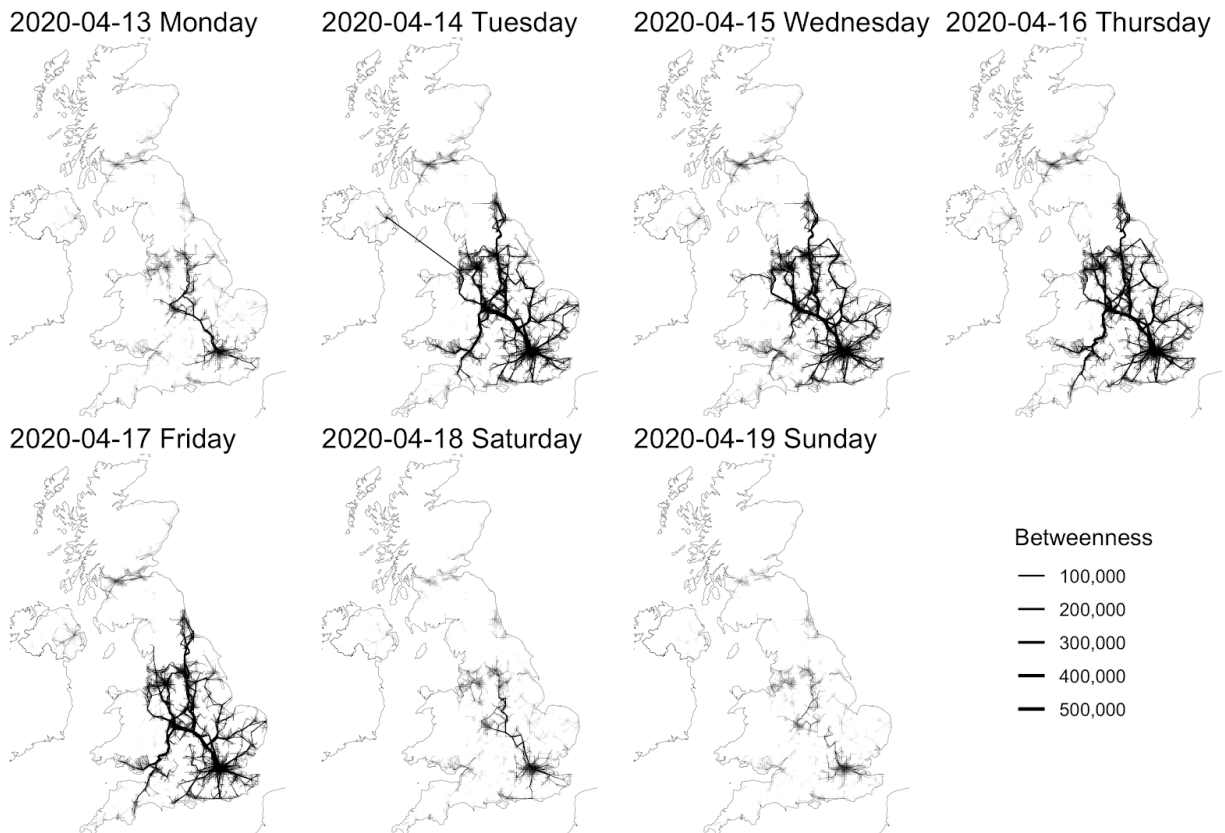 2020-04-13 Monday
2020-04-14 Tuesday
2020-04-15 Wednesday
2020-04-16 Thursday
2020-04-17 Friday
2020-04-18 Saturday
2020-04-19 Sunday
Betweenness
100,000
200,000
300,000
400,000
500,000